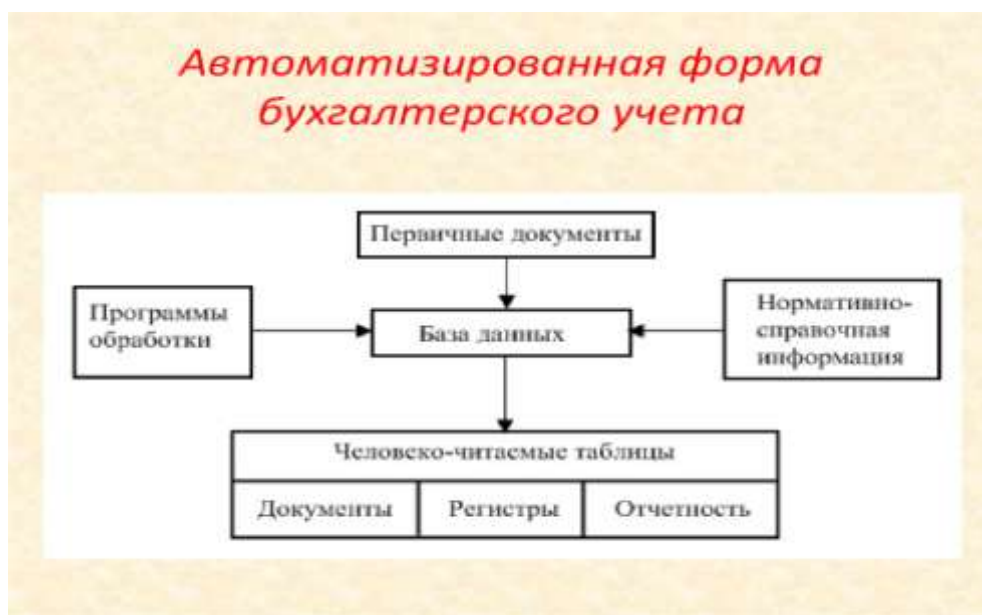 Автоматизированная форма
бухгалтерского учета
Первичные документы
Программы
обработки
База данных
Нормативно-
справочная
информация
Человеко-читаемые таблицы
Документы
Регистры
Отчетность